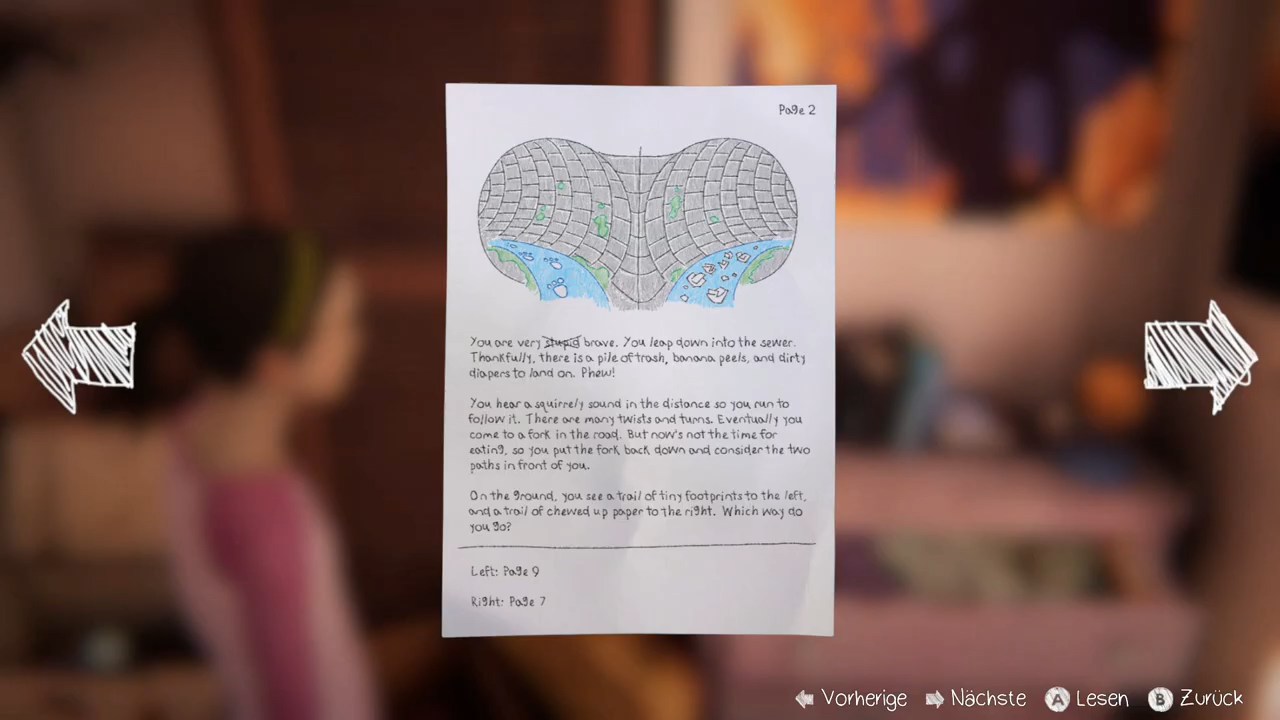 Page 2
You are very stupid brave. You leap down into the sewer.
Thankfully, there is a pile of trash, banana peels, and dirty
diapers to land on. Phew!
You hear a squirrely sound in the distance so you run to
follow it. There are many twists and turns. Eventually you
come to a fork in the road. But now's not the time for
eating, so you put the fork back down and consider the two
paths in front of you.
On the ground, you see a trail of tiny footprints to the left,
and a trail of chewed up paper to the right. Which way do
you go?
Left: Page 9
Right: Page 7
Vorherige Nächste A Lesen B Zurück